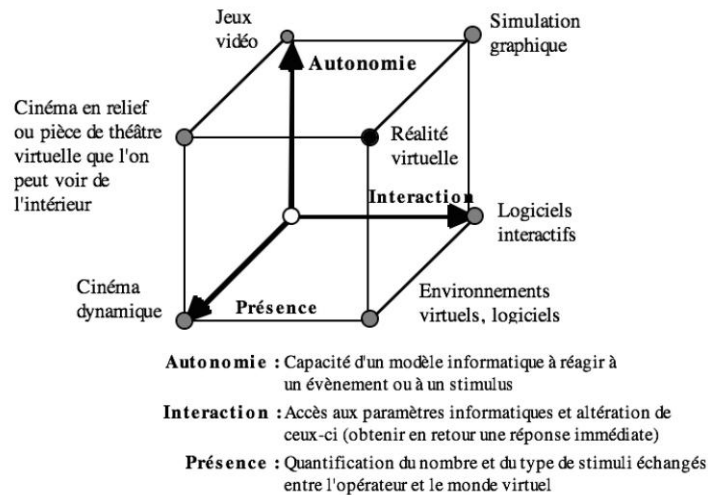 Jeux
vidéo
Simulation
graphique
Autonomie
Cinéma en relief
ou pièce de théâtre
virtuelle que l'on
peut voir de
l'intérieur
Réalité
virtuelle
Interaction
Logiciels
interactifs
Cinéma
dynamique
Présence
Environnements
virtuels, logiciels
Autonomie : Capacité d'un modèle informatique à réagir à
un évènement ou à un stimulus
Interaction : Accès aux paramètres informatiques et altération de
ceux-ci (obtenir en retour une réponse immédiate)
Présence : Quantification du nombre et du type de stimuli échangés
entre l'opérateur et le monde virtuel